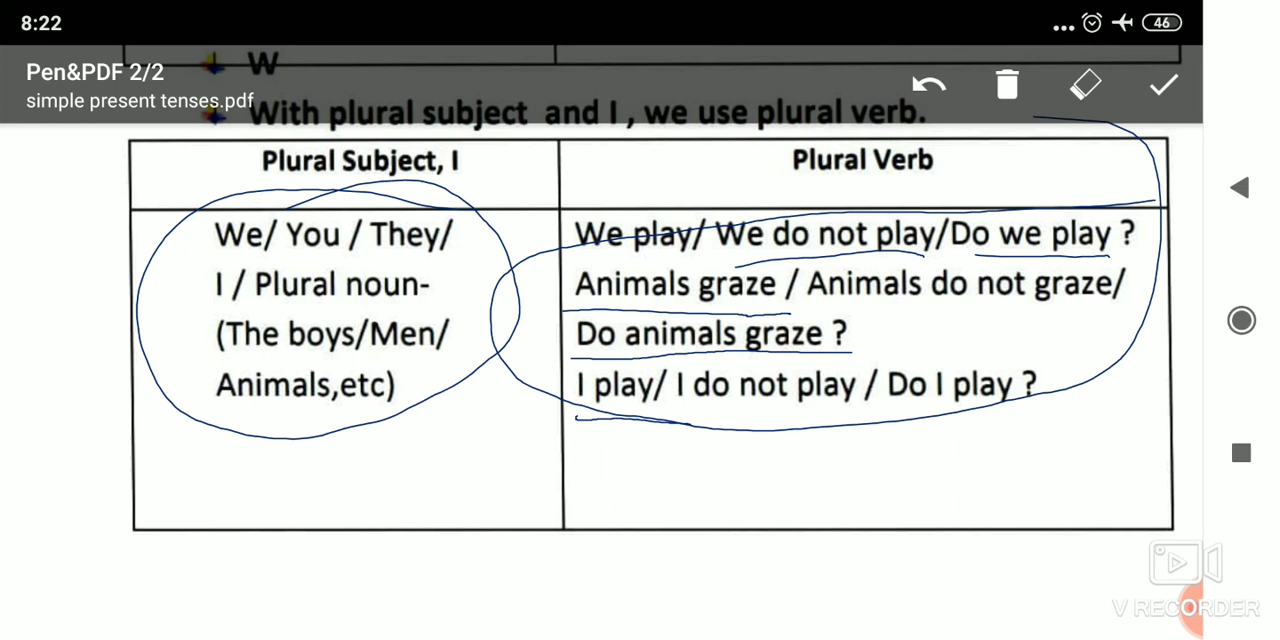 8:22
... 46
W
Pen&PDF 2/2
simple present tenses.pdf
With plural subject and I , we use plural verb.
Plural Subject, I
Plural Verb
We/ You / They/
I / Plural noun-
(The boys/Men/
Animals,etc)
We play/ We do not play/Do we play ?
Animals graze / Animals do not graze/
Do animals graze ?
I play/ I do not play / Do I play ?
V RECORDER